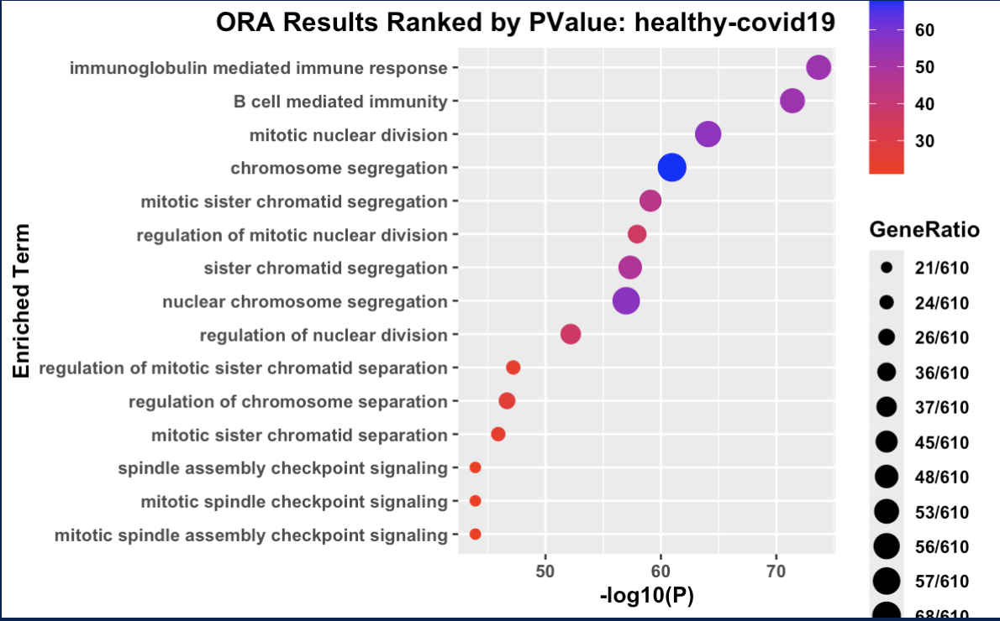 ORA Results Ranked by PValue: healthy-covid19
Enriched Term
immunoglobulin mediated immune response
B cell mediated immunity
mitotic nuclear division
chromosome segregation
mitotic sister chromatid segregation
regulation of mitotic nuclear division
sister chromatid segregation
nuclear chromosome segregation
regulation of nuclear division
regulation of mitotic sister chromatid separation
regulation of chromosome separation
mitotic sister chromatid separation
spindle assembly checkpoint signaling
mitotic spindle checkpoint signaling
mitotic spindle assembly checkpoint signaling
50 60 70
-log10(P)
60
50
40
30
GeneRatio
21/610
24/610
26/610
36/610
37/610
45/610
48/610
53/610
56/610
57/610
68/610